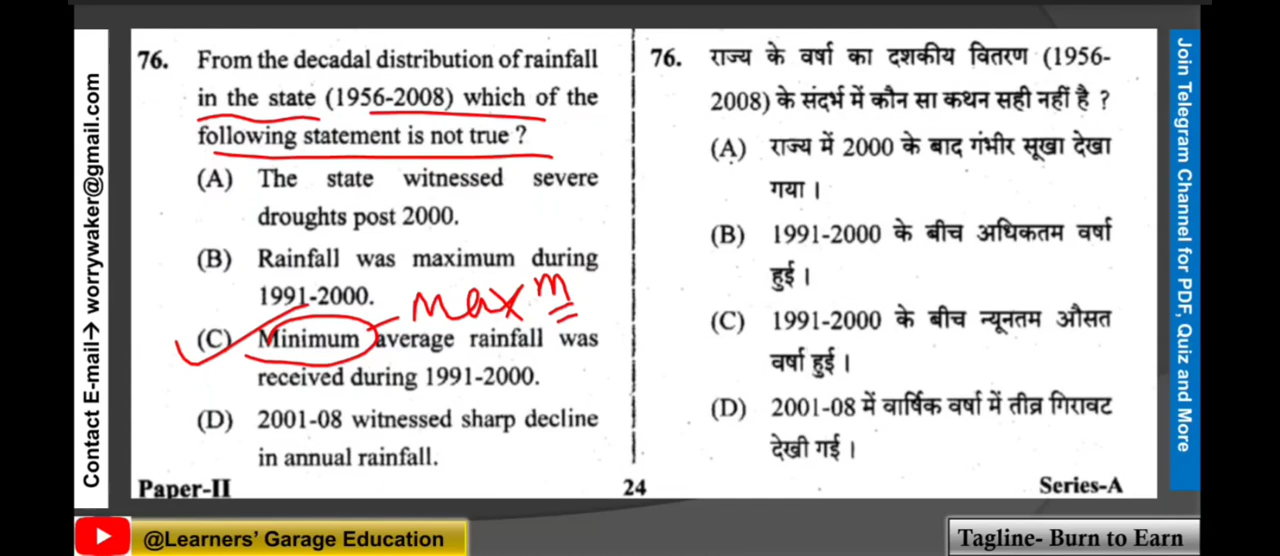 Contact E-mail→ worrywaker@gmail.com
76. From the decadal distribution of rainfall
in the state (1956-2008) which of the
following statement is not true ?
(A) The state witnessed severe
droughts post 2000.
(B) Rainfall was maximum during
1991-2000.
maxm
(C) Minimum average rainfall was
received during 1991-2000.
(D) 2001-08 witnessed sharp decline
in annual rainfall.
76. राज्य के वर्षा का दशकीय वितरण (1956-
2008) के संदर्भ में कौन सा कथन सही नहीं है ?
(A) राज्य में 2000 के बाद गंभीर सूखा देखा
गया ।
(B) 1991-2000 के बीच अधिकतम वर्षा
हुई ।
(C) 1991-2000 के बीच न्यूनतम औसत
वर्षा हुई ।
(D) 2001-08 में वार्षिक वर्षा में तीव्र गिरावट
देखी गई ।
Paper-II 24 Series-A
Join Telegram Channel for PDF, Quiz and More
@Learners' Garage Education
Tagline- Burn to Earn